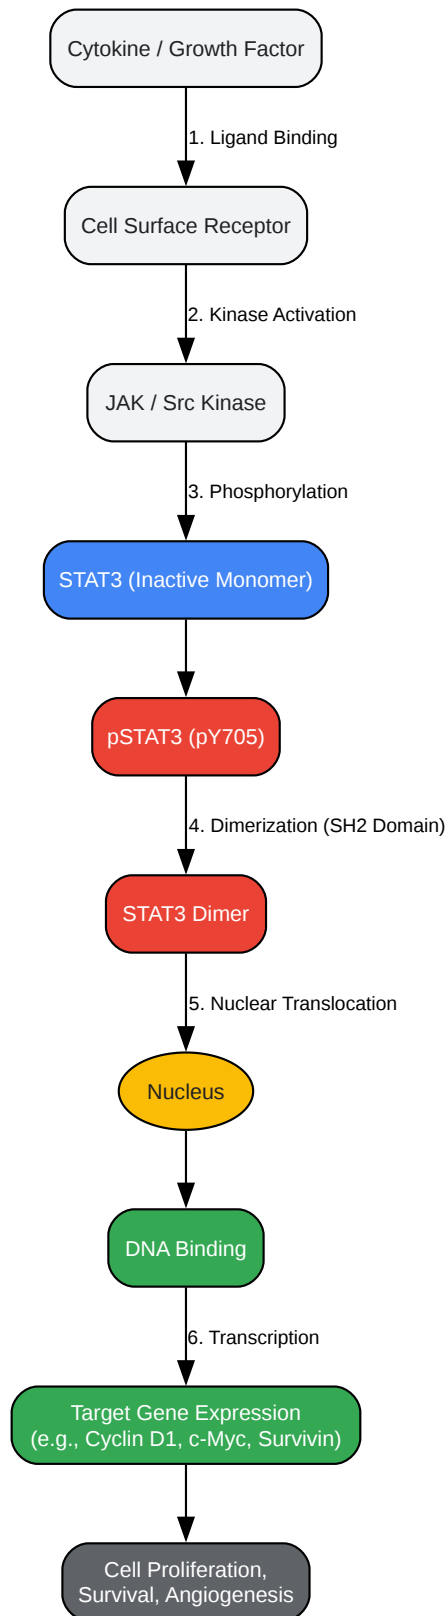 Cytokine / Growth Factor
1. Ligand Binding
Cell Surface Receptor
2. Kinase Activation
JAK / Src Kinase
3. Phosphorylation
STAT3 (Inactive Monomer)
pSTAT3 (pY705)
4. Dimerization (SH2 Domain)
STAT3 Dimer
5. Nuclear Translocation
Nucleus
DNA Binding
6. Transcription
Target Gene Expression
(e.g., Cyclin D1, c-Myc, Survivin)
Cell Proliferation,
Survival, Angiogenesis